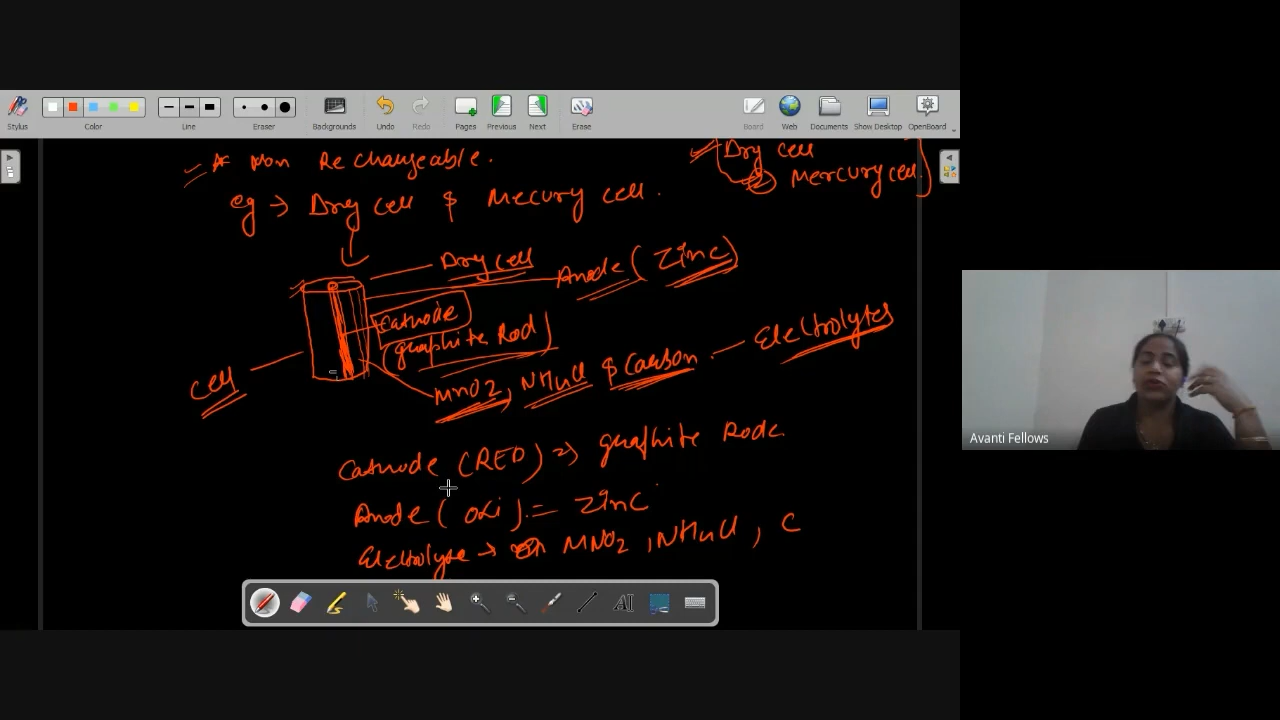 Stylus
Color
Line
Eraser
Backgrounds
Undo
Redo
Pages
Previous
Next
Erase
Board
Web
Documents
Show Desktop
OpenBoard
* Non Rechargeable.
eg → Dry cell & Mecury cell.
Dry cell
Mercury cell
Dry cell
Anode (Zinc)
Cathode
(graphite Rod)
Cell
MnO2, NH4Cl & Carbon — Electrolytes
Cathode (RED) => graphite Rode.
Anode (oxi) = Zinc
Electrolyte → MNO2, NH4Cl, C
Avanti Fellows
AI